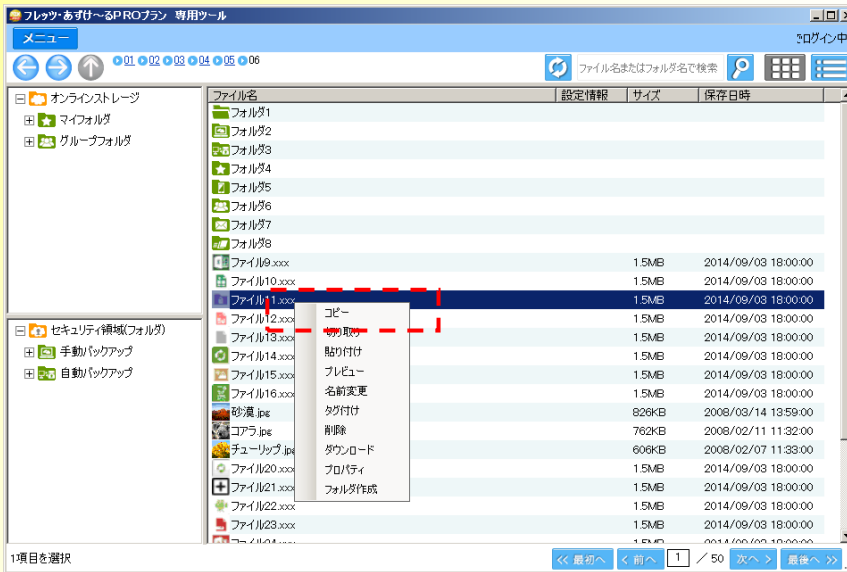 フレッツ・あずけ～るPROプラン 専用ツール
メニュー
ログイン中
01 02 03 04 05 06
ファイル名またはフォルダ名で検索
オンラインストレージ
マイフォルダ
グループフォルダ
セキュリティ領域(フォルダ)
手動バックアップ
自動バックアップ
ファイル名 設定情報 サイズ 保存日時
フォルダ1
フォルダ2
フォルダ3
フォルダ4
フォルダ5
フォルダ6
フォルダ7
フォルダ8
ファイル9.xxx 1.5MB 2014/09/03 18:00:00
ファイル10.xxx 1.5MB 2014/09/03 18:00:00
ファイル11.xxx 1.5MB 2014/09/03 18:00:00
ファイル12.xxx 1.5MB 2014/09/03 18:00:00
ファイル13.xxx 1.5MB 2014/09/03 18:00:00
ファイル14.xxx 1.5MB 2014/09/03 18:00:00
ファイル15.xxx 1.5MB 2014/09/03 18:00:00
ファイル16.xxx 1.5MB 2014/09/03 18:00:00
砂漠.jpg 826KB 2008/03/14 13:59:00
コアラ.jpg 762KB 2008/02/11 11:32:00
チューリップ.jpg 606KB 2008/02/07 11:33:00
ファイル20.xxx 1.5MB 2014/09/03 18:00:00
ファイル21.xxx 1.5MB 2014/09/03 18:00:00
ファイル22.xxx 1.5MB 2014/09/03 18:00:00
ファイル23.xxx 1.5MB 2014/09/03 18:00:00
コピー
切り取り
貼り付け
プレビュー
名前変更
タグ付け
削除
ダウンロード
プロパティ
フォルダ作成
1項目を選択
<< 最初へ < 前へ 1 / 50 次へ > 最後へ >>